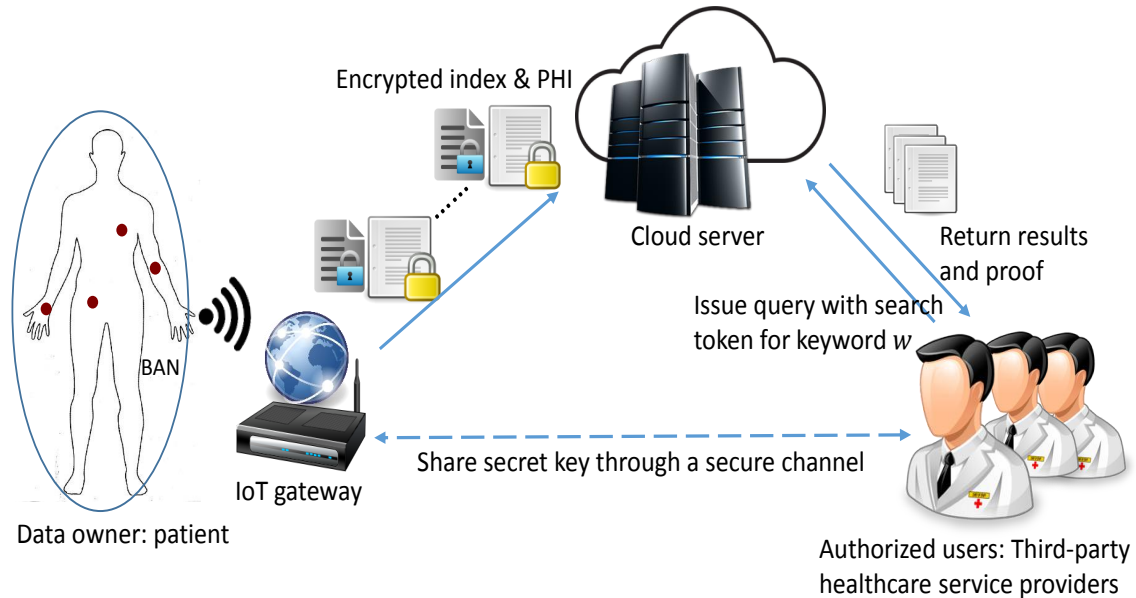 Encrypted index & PHI
Cloud server
Return results
and proof
Issue query with search
token for keyword w
BAN
Share secret key through a secure channel
IoT gateway
Data owner: patient
Authorized users: Third-party
healthcare service providers